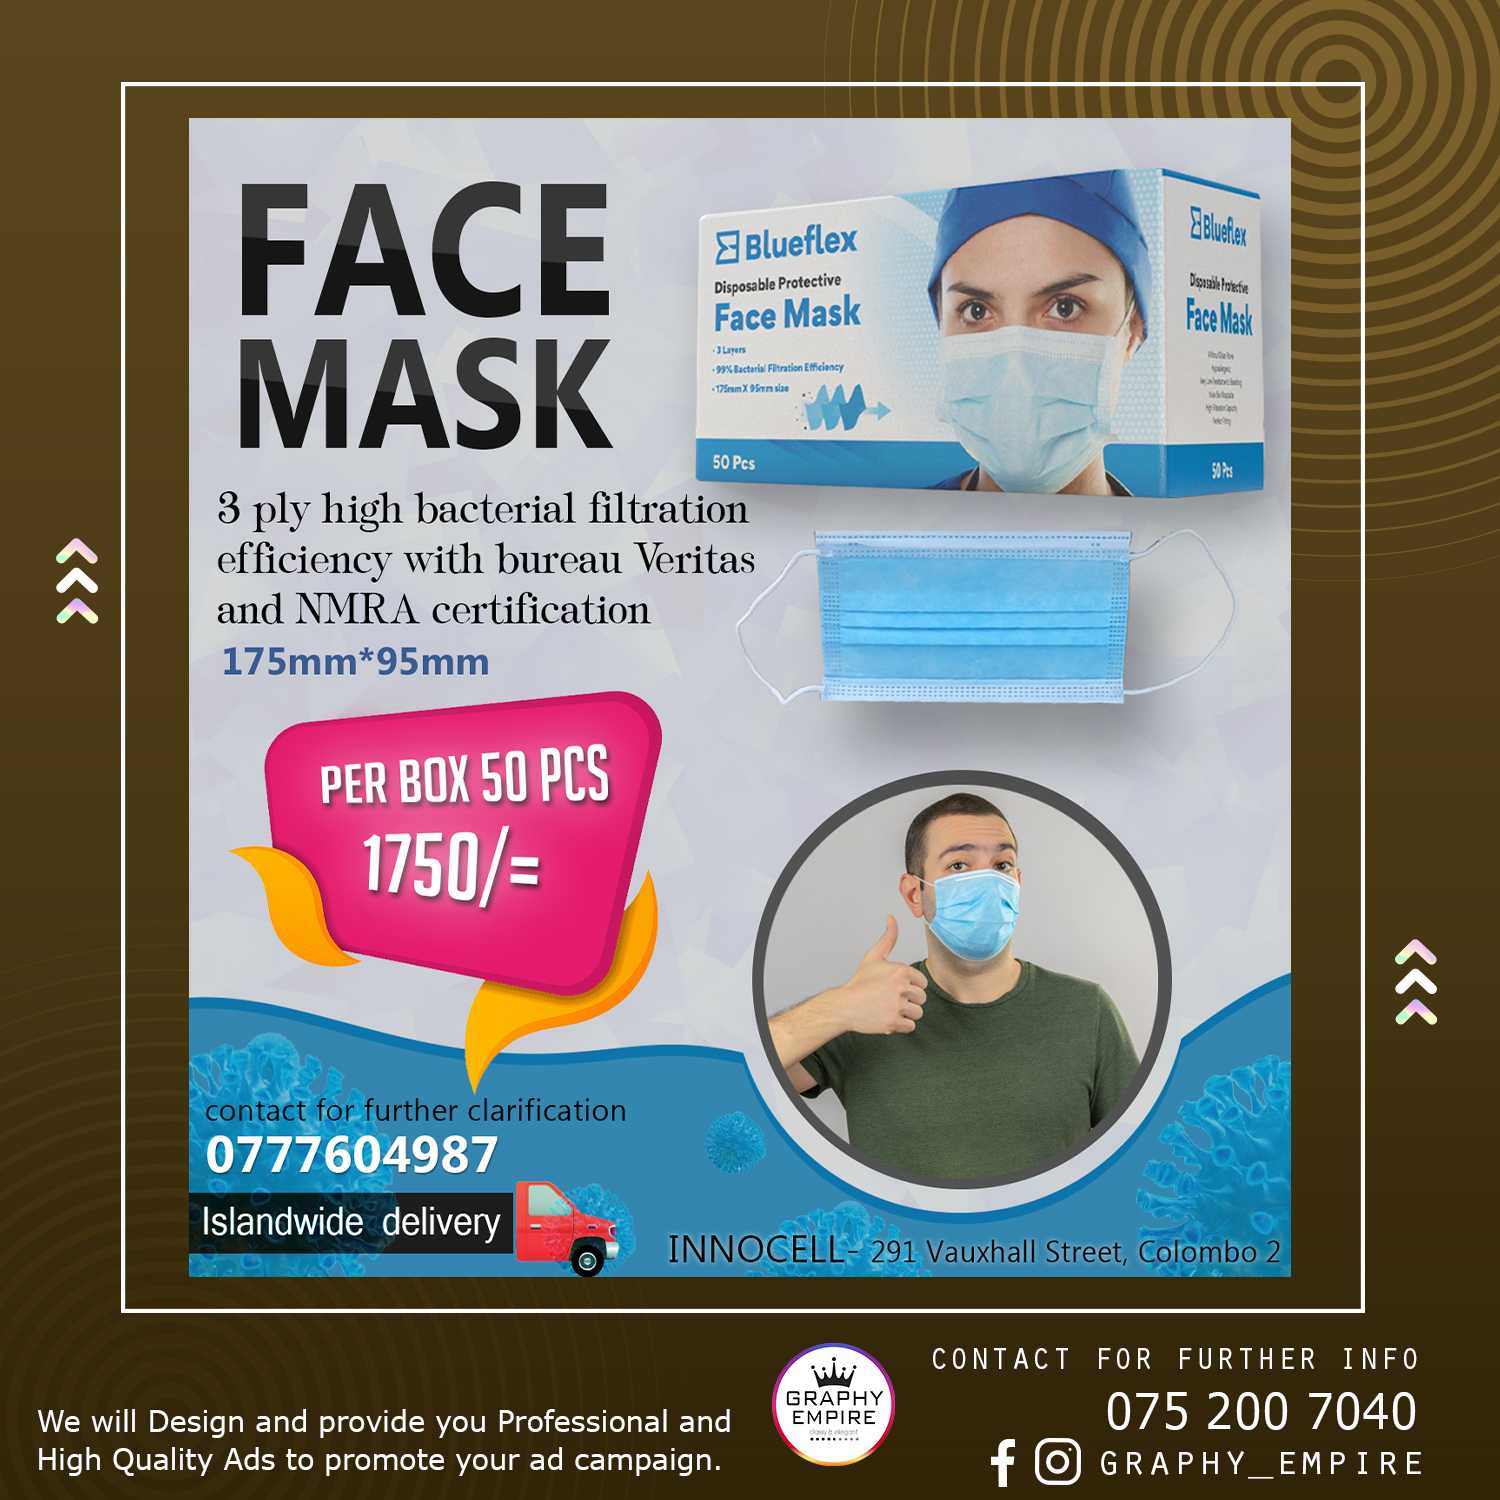 FACE
MASK
3 ply high bacterial filtration
efficiency with bureau Veritas
and NMRA certification
175mm*95mm
Blueflex
Disposable Protective
Face Mask
· 3 Layers
· 99% Bacterial Filtration Efficiency
· 175mm X 95mm size
50 Pcs
Blueflex
Disposable Protective
Face Mask
50 Pcs
PER BOX 50 PCS
1750/=
contact for further clarification
0777604987
Islandwide delivery
INNOCELL- 291 Vauxhall Street, Colombo 2
We will Design and provide you Professional and
High Quality Ads to promote your ad campaign.
GRAPHY
EMPIRE
classy & elegant
CONTACT FOR FURTHER INFO
075 200 7040
GRAPHY_EMPIRE